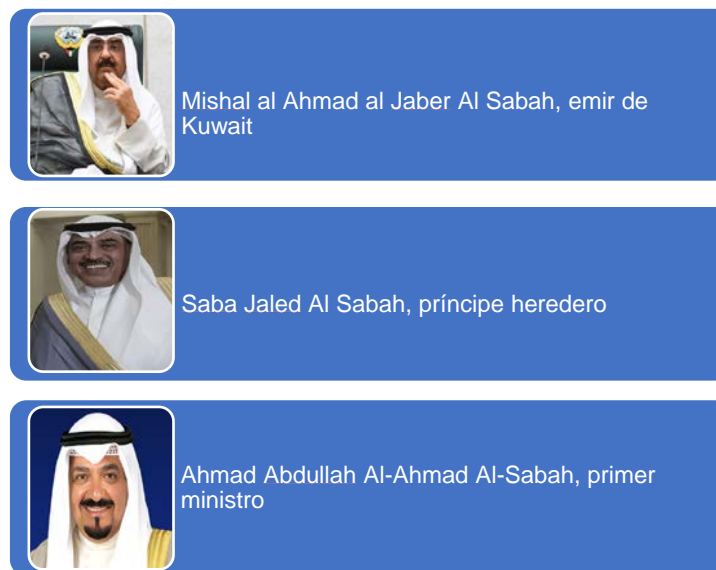 Mishal al Ahmad al Jaber Al Sabah, emir de
Kuwait
Saba Jaled Al Sabah, príncipe heredero
Ahmad Abdullah Al-Ahmad Al-Sabah, primer
ministro